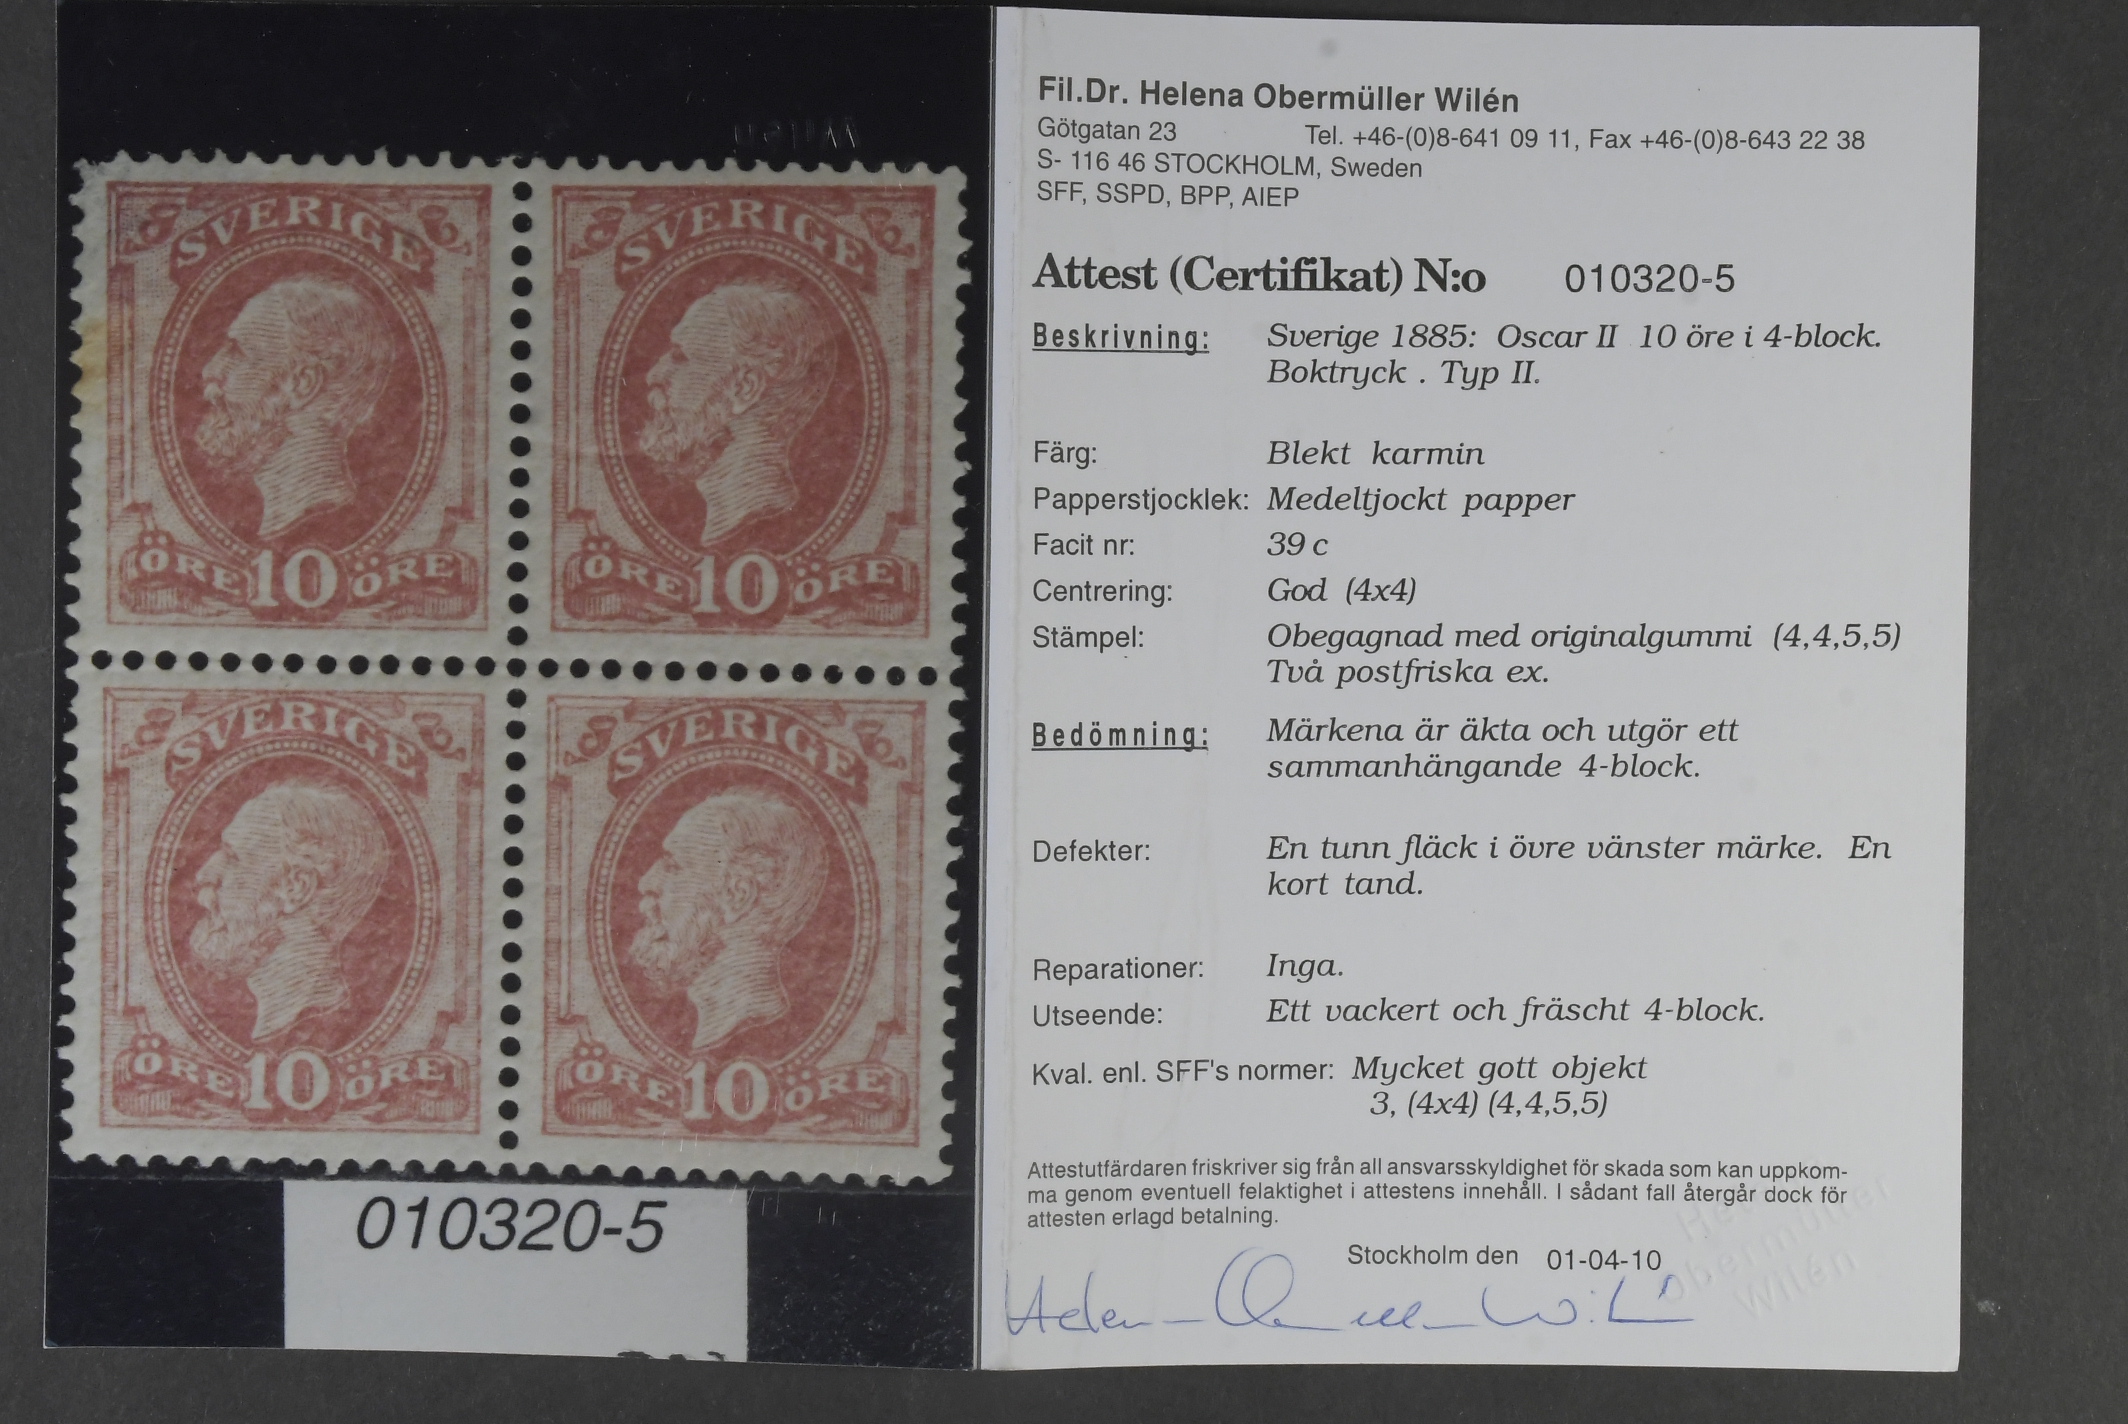 SVERIGE
ÖRE 10 ÖRE
SVERIGE
ÖRE 10 ÖRE
SVERIGE
ÖRE 10 ÖRE
SVERIGE
ÖRE 10 ÖRE
010320-5
Fil.Dr. Helena Obermüller Wilén
Götgatan 23 Tel. +46-(0)8-641 09 11, Fax +46-(0)8-643 22 38
S- 116 46 STOCKHOLM, Sweden
SFF, SSPD, BPP, AIEP
Attest (Certifikat) N:o 010320-5
Beskrivning: Sverige 1885: Oscar II 10 öre i 4-block.
Boktryck . Typ II.
Färg: Blekt karmin
Papperstjocklek: Medeltjockt papper
Facit nr: 39 c
Centrering: God (4x4)
Stämpel: Obegagnad med originalgummi (4,4,5,5)
Två postfriska ex.
Bedömning: Märkena är äkta och utgör ett
sammanhängande 4-block.
Defekter: En tunn fläck i övre vänster märke. En
kort tand.
Reparationer: Inga.
Utseende: Ett vackert och fräscht 4-block.
Kval. enl. SFF's normer: Mycket gott objekt
3, (4x4) (4,4,5,5)
Attestutfärdaren friskriver sig från all ansvarsskyldighet för skada som kan uppkom-
ma genom eventuell felaktighet i attestens innehåll. I sådant fall återgår dock för
attesten erlagd betalning.
Stockholm den 01-04-10
Obermüller
Wilén